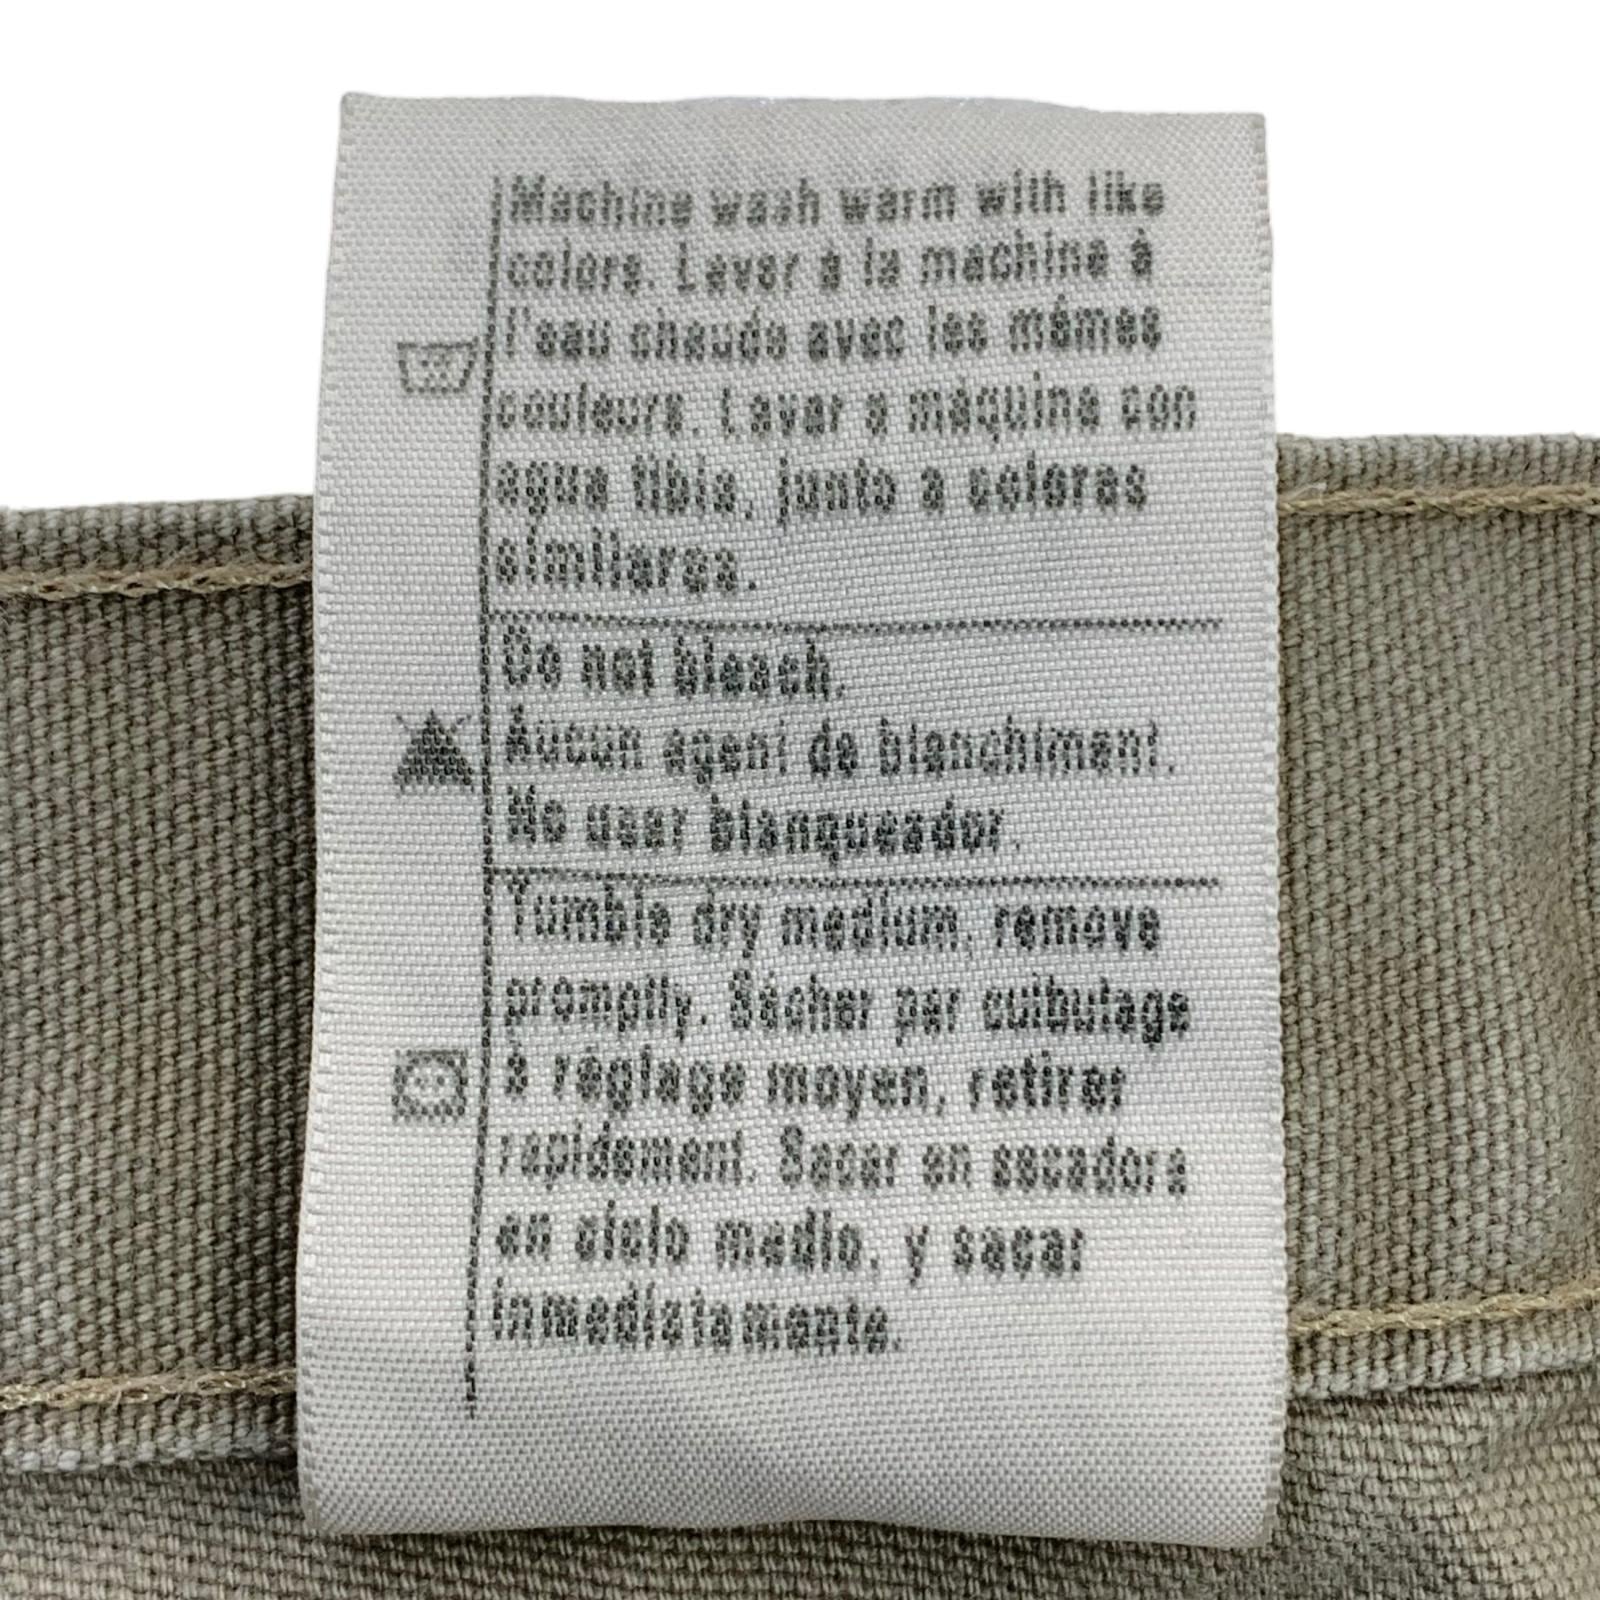 Machine wash warm with like
colors. Laver à la machine à
l'eau chaude avec les mêmes
couleurs. Lavar a máquina con
agua tibia, junto a colores
similares.
Do not bleach.
Aucun agent de blanchiment.
No usar blanqueador.
Tumble dry medium, remove
promptly. Sécher par culbutage
à réglage moyen, retirer
rapidement. Secar en secadora
en ciclo medio, y sacar
inmediatamente.